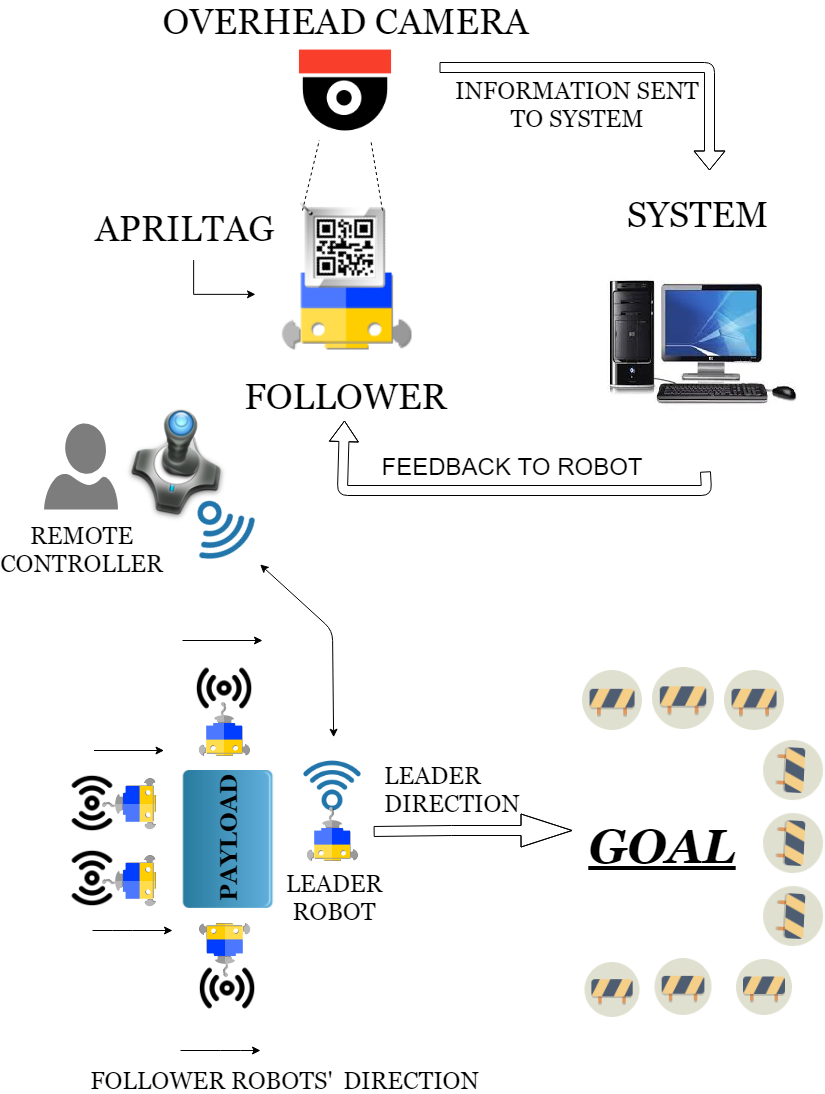 OVERHEAD CAMERA
INFORMATION SENT
TO SYSTEM
APRILTAG
SYSTEM
FOLLOWER
FEEDBACK TO ROBOT
REMOTE
CONTROLLER
LEADER
DIRECTION
PAYLOAD
GOAL
LEADER
ROBOT
FOLLOWER ROBOTS' DIRECTION